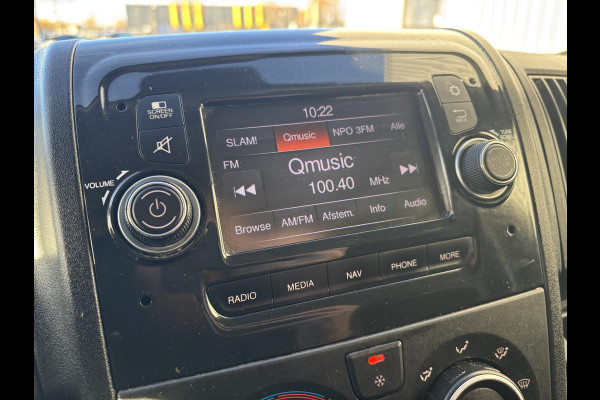 10:22
SCREEN
ON/OFF
SLAM! Qmusic NPO 3FM Alle
FM
Qmusic
100.40 MHz
VOLUME
Browse AM/FM Afstem. Info Audio
RADIO MEDIA NAV PHONE MORE